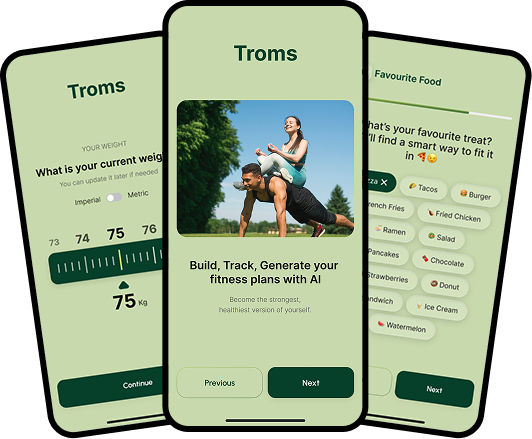 Troms
YOUR WEIGHT
What is your current weig
You can update it later if needed
Imperial Metric
73 74 75 76
75 Kg
Continue
Troms
Build, Track, Generate your
fitness plans with AI
Become the strongest,
healthiest version of yourself.
Previous
Next
Favourite Food
hat's your favourite treat?
'll find a smart way to fit it
in
zza ✕ Tacos Burger
rench Fries Fried Chicken
Ramen Salad
Pancakes Chocolate
Strawberries Donut
andwich Ice Cream
Watermelon
Next